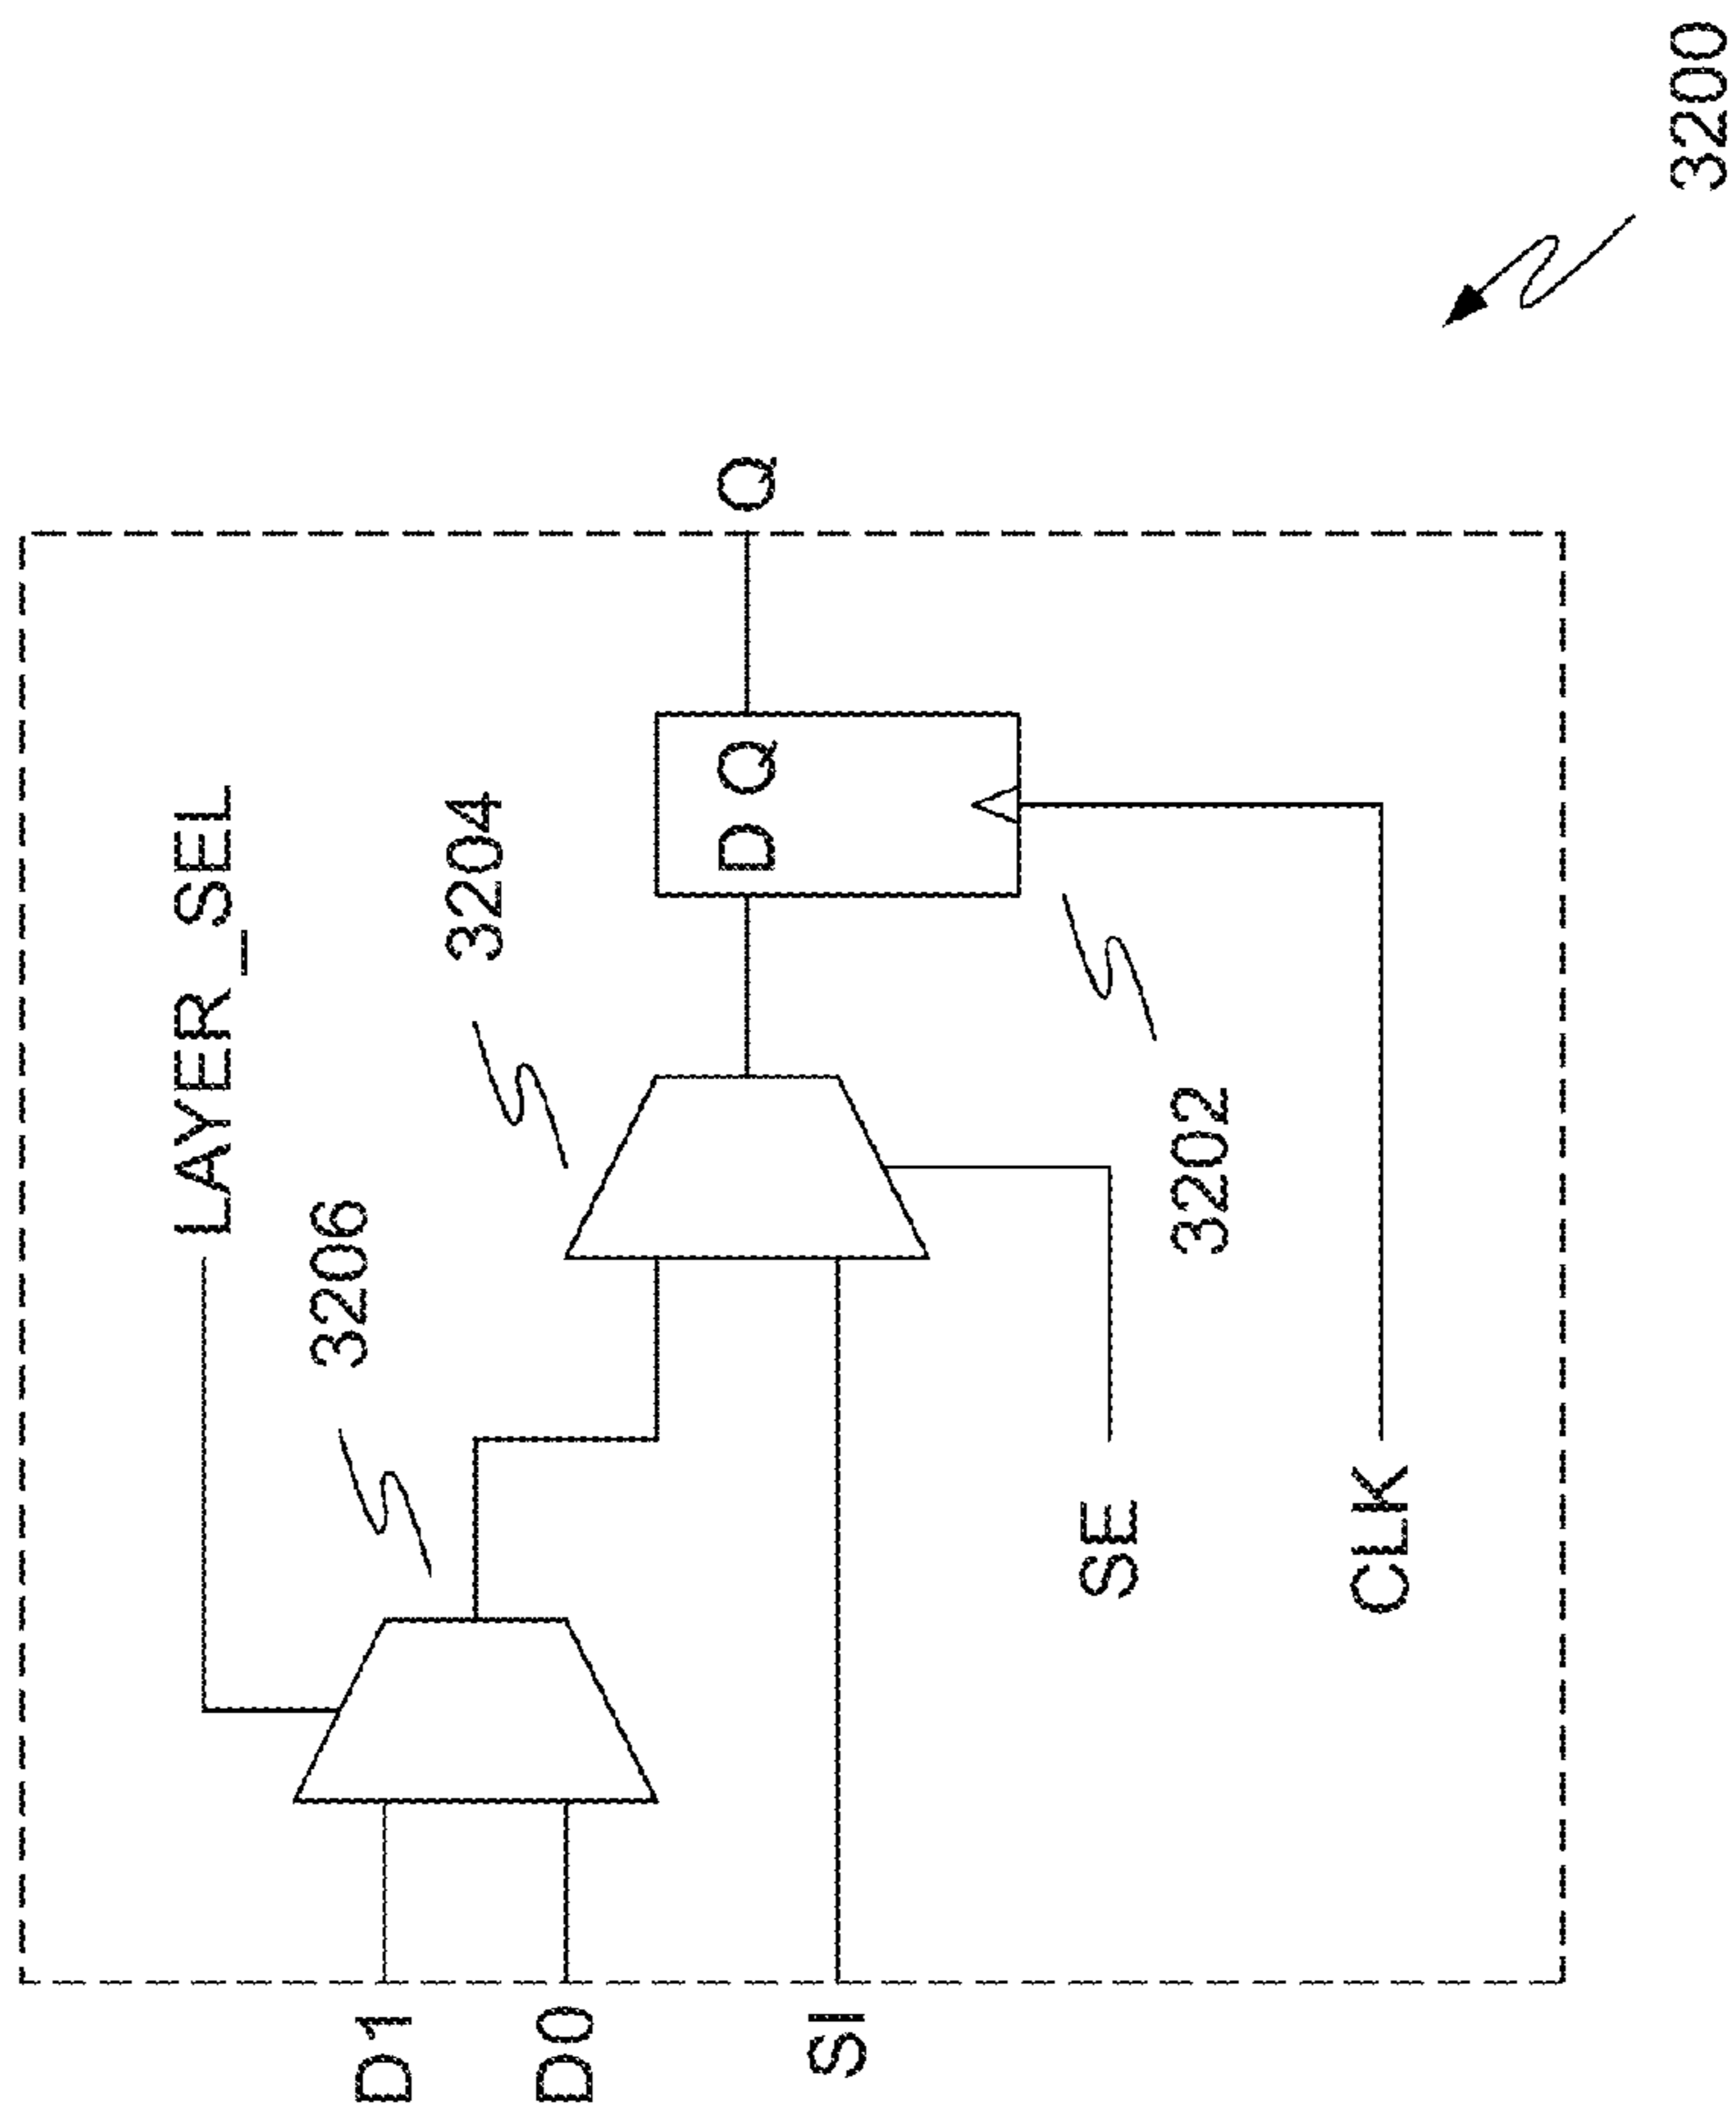 LAYER_SEL
3206
3204
D1
D0
D Q
Q
SI
SE
3202
CLK
3200